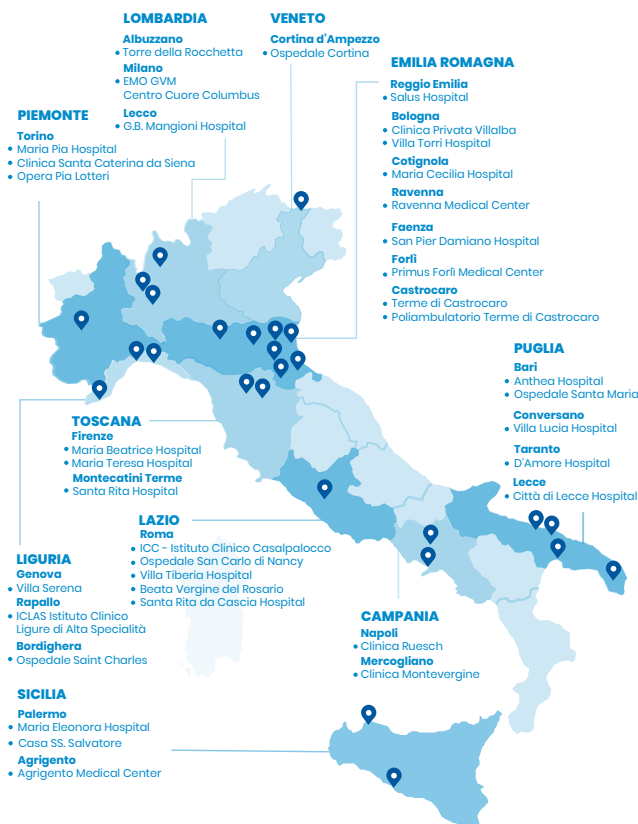 LOMBARDIA
Albuzzano
• Torre della Rocchetta
Milano
• EMO GVM
Centro Cuore Columbus
Lecco
• G.B. Mangioni Hospital
VENETO
Cortina d'Ampezzo
• Ospedale Cortina
EMILIA ROMAGNA
Reggio Emilia
• Salus Hospital
Bologna
• Clinica Privata Villalba
• Villa Torri Hospital
Cotignola
• Maria Cecilia Hospital
Ravenna
• Ravenna Medical Center
Faenza
• San Pier Damiano Hospital
Forlì
• Primus Forlì Medical Center
Castrocaro
• Terme di Castrocaro
• Poliambulatorio Terme di Castrocaro
PIEMONTE
Torino
• Maria Pia Hospital
• Clinica Santa Caterina da Siena
• Opera Pia Lotteri
PUGLIA
Bari
• Anthea Hospital
• Ospedale Santa Maria
Conversano
• Villa Lucia Hospital
Taranto
• D'Amore Hospital
Lecce
• Città di Lecce Hospital
TOSCANA
Firenze
• Maria Beatrice Hospital
• Maria Teresa Hospital
Montecatini Terme
• Santa Rita Hospital
LAZIO
Roma
• ICC - Istituto Clinico Casalpalocco
• Ospedale San Carlo di Nancy
• Villa Tiberia Hospital
• Beata Vergine del Rosario
• Santa Rita da Cascia Hospital
LIGURIA
Genova
• Villa Serena
Rapallo
• ICLAS Istituto Clinico
Ligure di Alta Specialità
Bordighera
• Ospedale Saint Charles
CAMPANIA
Napoli
• Clinica Ruesch
Mercogliano
• Clinica Montevergine
SICILIA
Palermo
• Maria Eleonora Hospital
• Casa SS. Salvatore
Agrigento
• Agrigento Medical Center